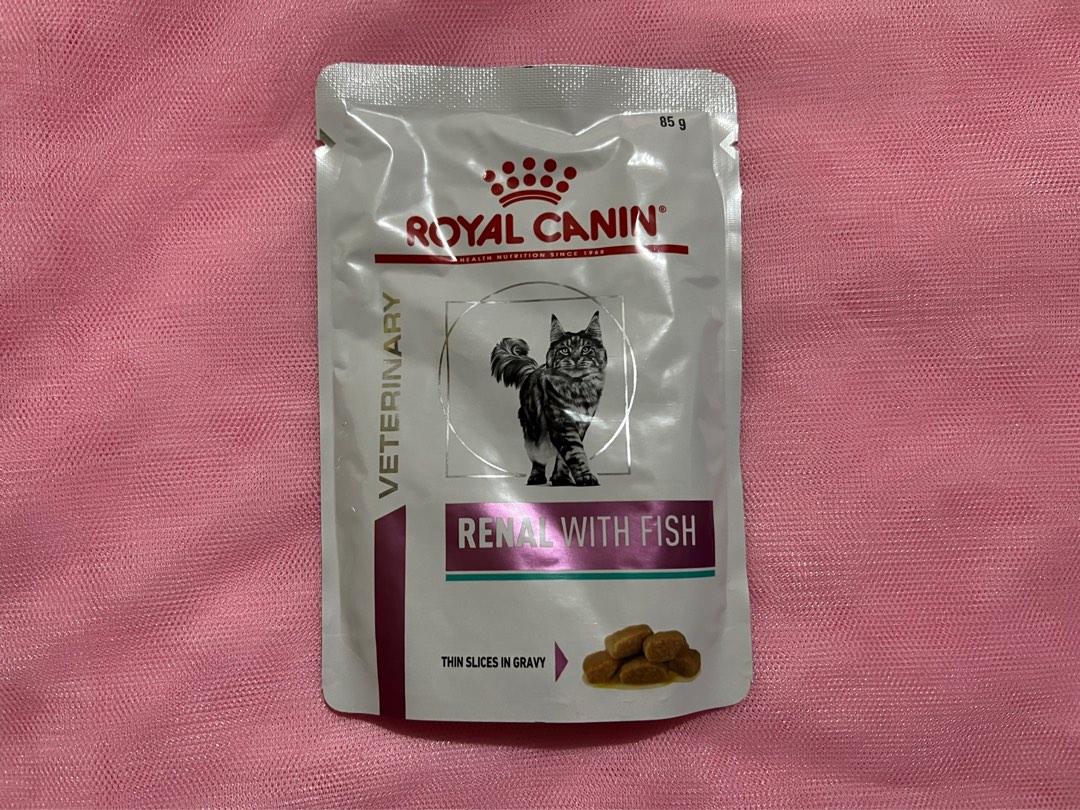 85 g
ROYAL CANIN®
HEALTH NUTRITION SINCE 1968
VETERINARY
RENAL WITH FISH
THIN SLICES IN GRAVY